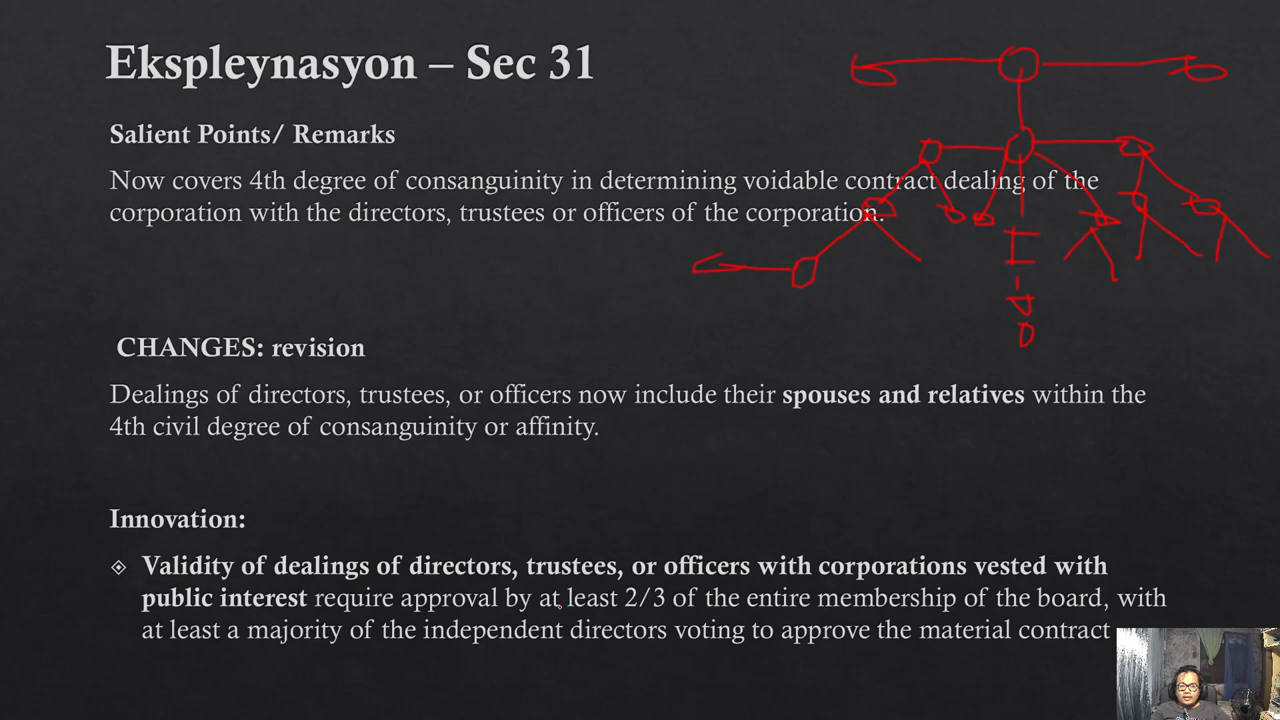 Ekspleynasyon – Sec 31
Salient Points/ Remarks
Now covers 4th degree of consanguinity in determining voidable contract dealing of the
corporation with the directors, trustees or officers of the corporation.
CHANGES: revision
Dealings of directors, trustees, or officers now include their spouses and relatives within the
4th civil degree of consanguinity or affinity.
Innovation:
Validity of dealings of directors, trustees, or officers with corporations vested with
public interest require approval by at least 2/3 of the entire membership of the board, with
at least a majority of the independent directors voting to approve the material contract